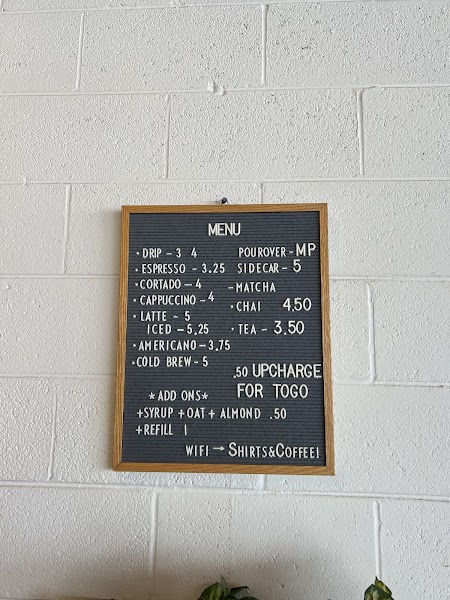 MENU
• DRIP - 3 4
• ESPRESSO - 3.25
• CORTADO - 4
• CAPPUCCINO - 4
• LATTE - 5
ICED - 5.25
• AMERICANO - 3.75
• COLD BREW - 5
POUROVER - MP
SIDECAR - 5
- MATCHA
• CHAI 4.50
• TEA - 3.50
.50 UPCHARGE
FOR TOGO
*ADD ONS*
+SYRUP +OAT + ALMOND .50
+REFILL 1
WIFI → SHIRTS&COFFEE!